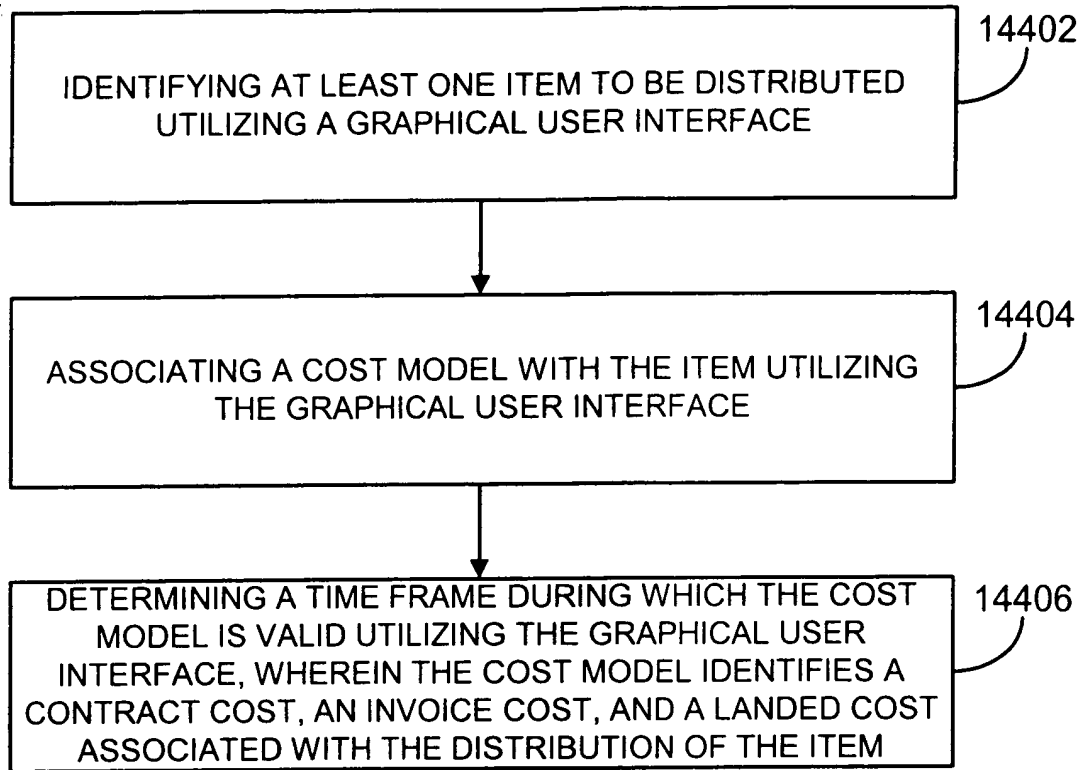 14402
IDENTIFYING AT LEAST ONE ITEM TO BE DISTRIBUTED
UTILIZING A GRAPHICAL USER INTERFACE
14404
ASSOCIATING A COST MODEL WITH THE ITEM UTILIZING
THE GRAPHICAL USER INTERFACE
14406
DETERMINING A TIME FRAME DURING WHICH THE COST
MODEL IS VALID UTILIZING THE GRAPHICAL USER
INTERFACE, WHEREIN THE COST MODEL IDENTIFIES A
CONTRACT COST, AN INVOICE COST, AND A LANDED COST
ASSOCIATED WITH THE DISTRIBUTION OF THE ITEM